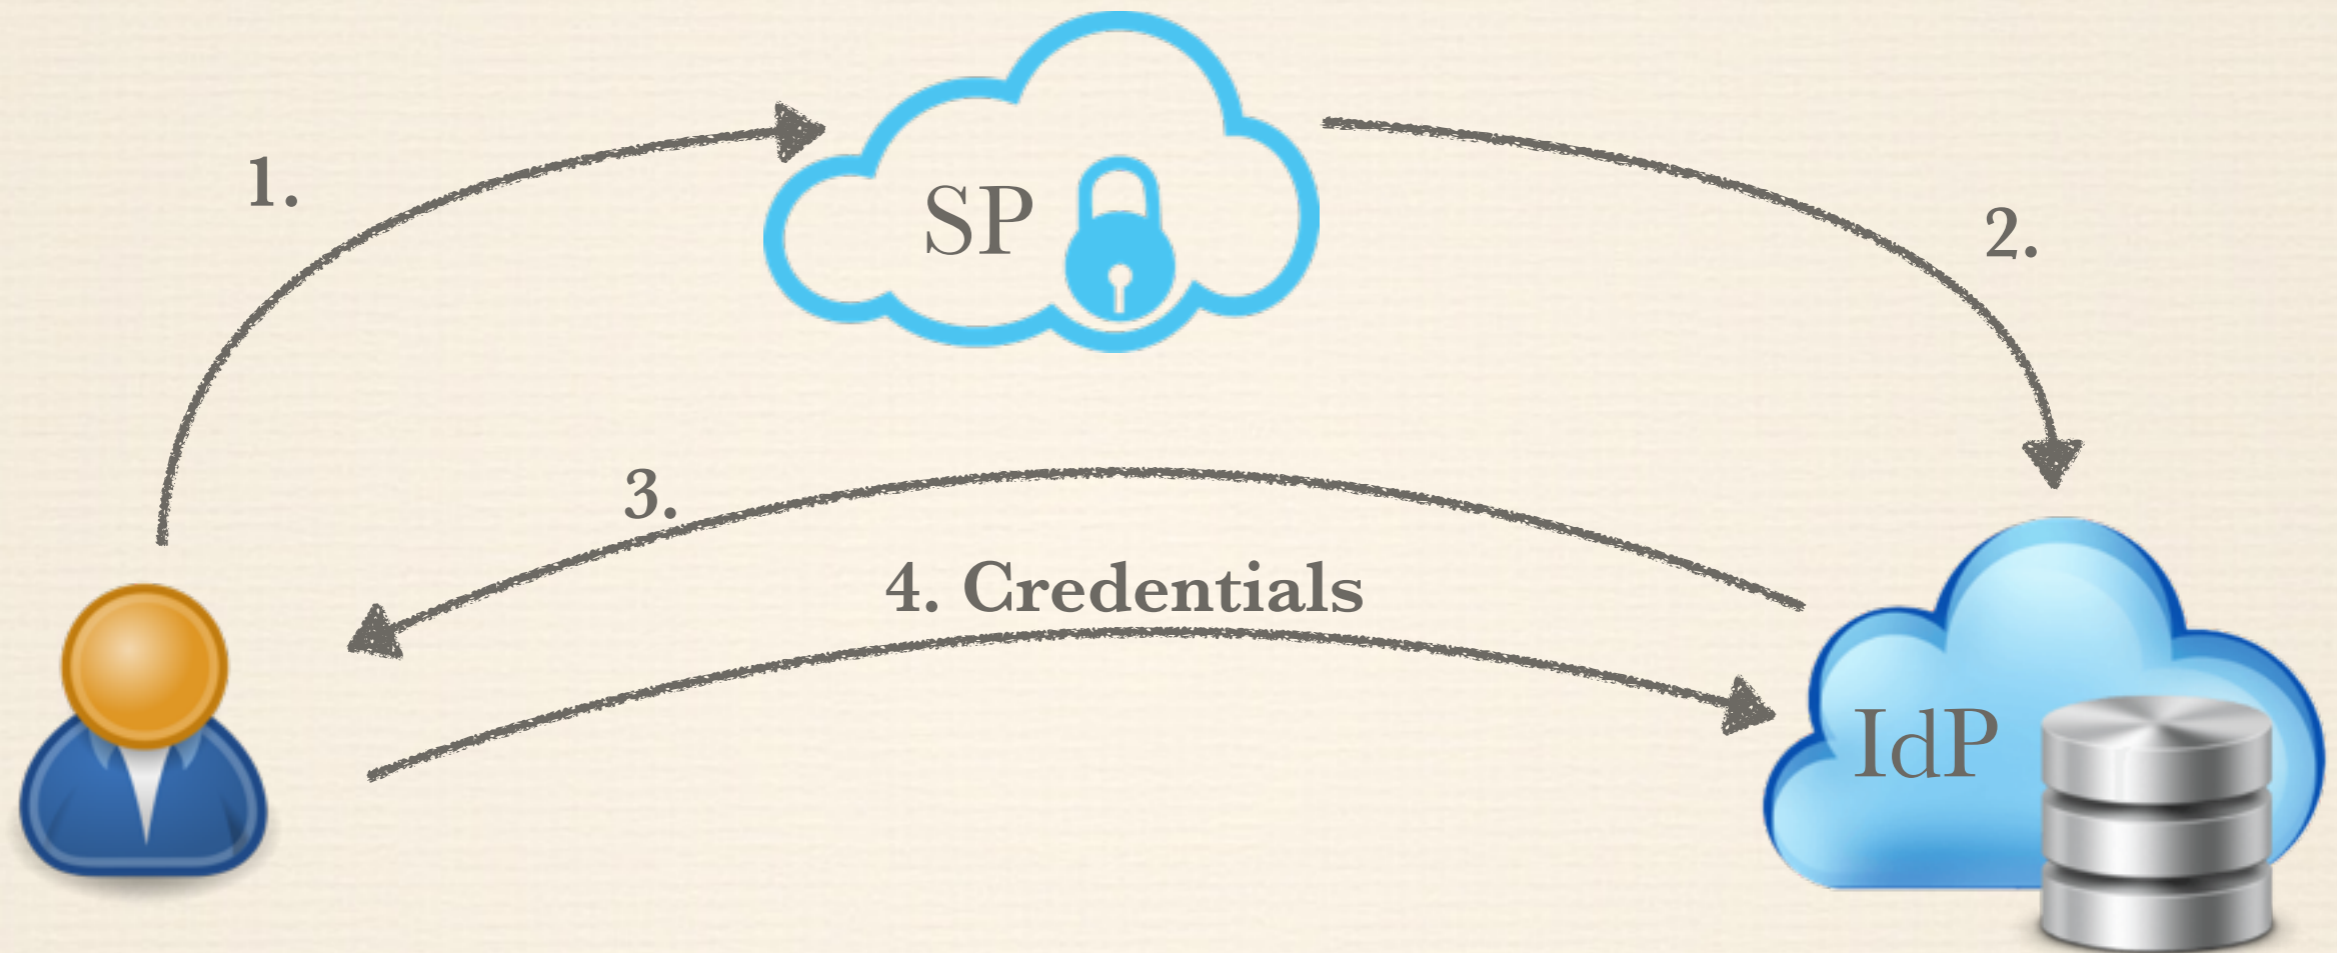 1.
SP
2.
3.
4. Credentials
IdP